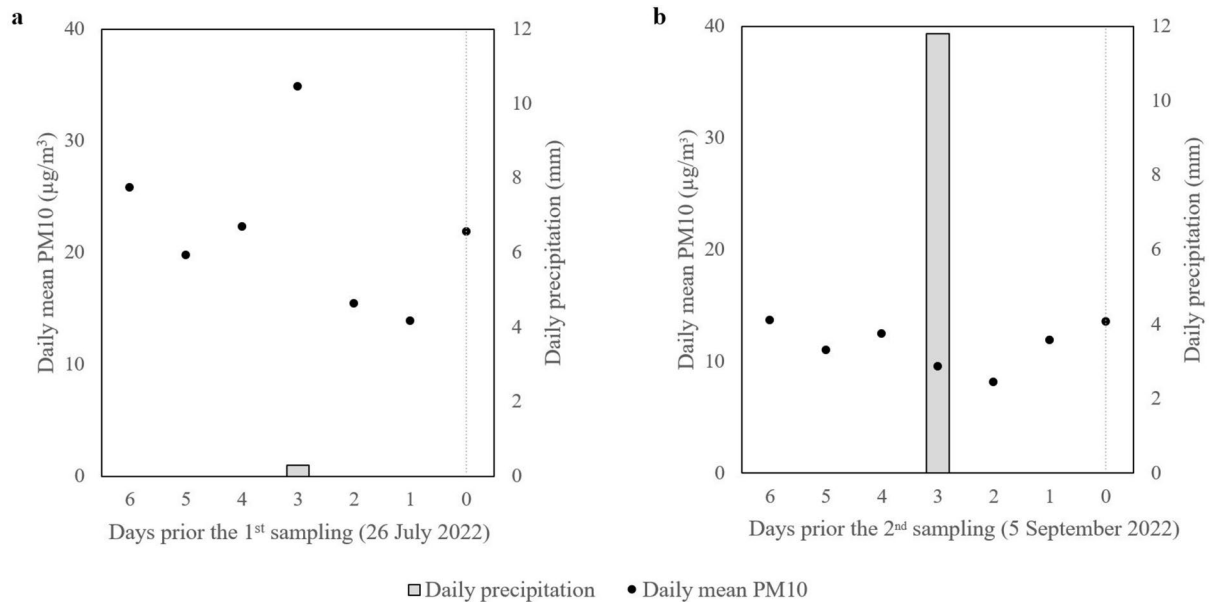 a
40
30
20
10
0
Daily mean PM10 (µg/m³)
12
10
8
6
4
2
0
Daily precipitation (mm)
6 5 4 3 2 1 0
Days prior the 1st sampling (26 July 2022)
b
40
30
20
10
0
Daily mean PM10 (µg/m³)
12
10
8
6
4
2
0
Daily precipitation (mm)
6 5 4 3 2 1 0
Days prior the 2nd sampling (5 September 2022)
Daily precipitation Daily mean PM10